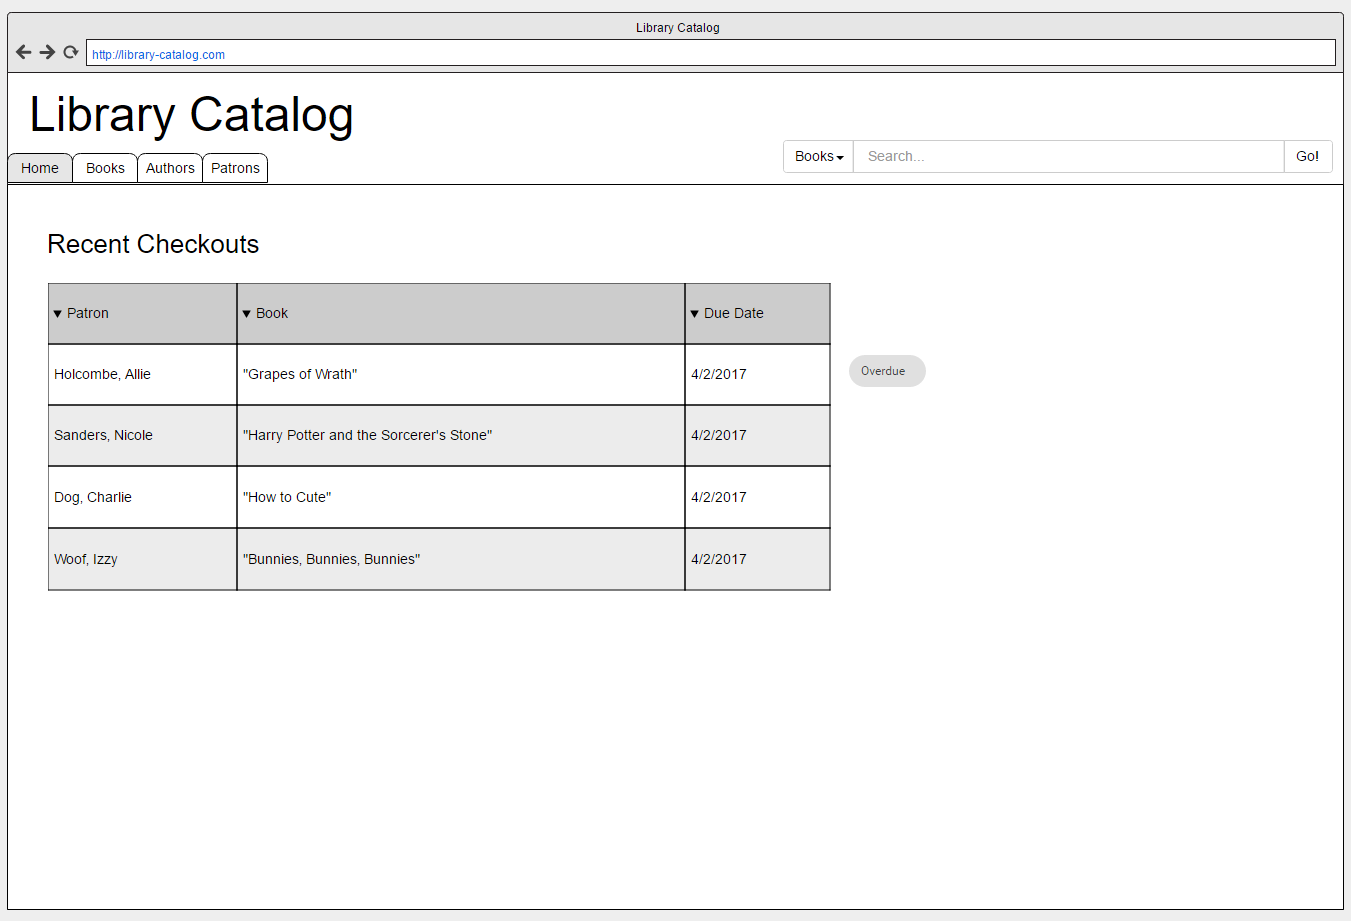 Library Catalog
http://library-catalog.com
Library Catalog
Home Books Authors Patrons
Books Search... Go!
Recent Checkouts
Patron Book Due Date
Holcombe, Allie "Grapes of Wrath" 4/2/2017 Overdue
Sanders, Nicole "Harry Potter and the Sorcerer's Stone" 4/2/2017
Dog, Charlie "How to Cute" 4/2/2017
Woof, Izzy "Bunnies, Bunnies, Bunnies" 4/2/2017